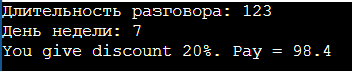 Длительность разговора: 123
День недели: 7
You give discount 20%. Pay = 98.4